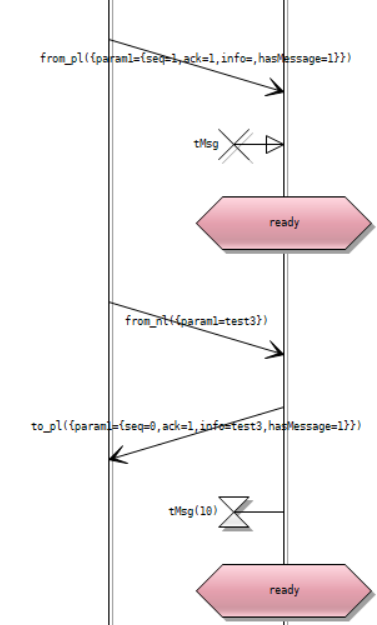 from_pl({param1={seq=1,ack=1,info=,hasMessage=1}})
tMsg
ready
from_nl({param1=test3})
to_pl({param1={seq=0,ack=1,info=test3,hasMessage=1}})
tMsg(10)
ready